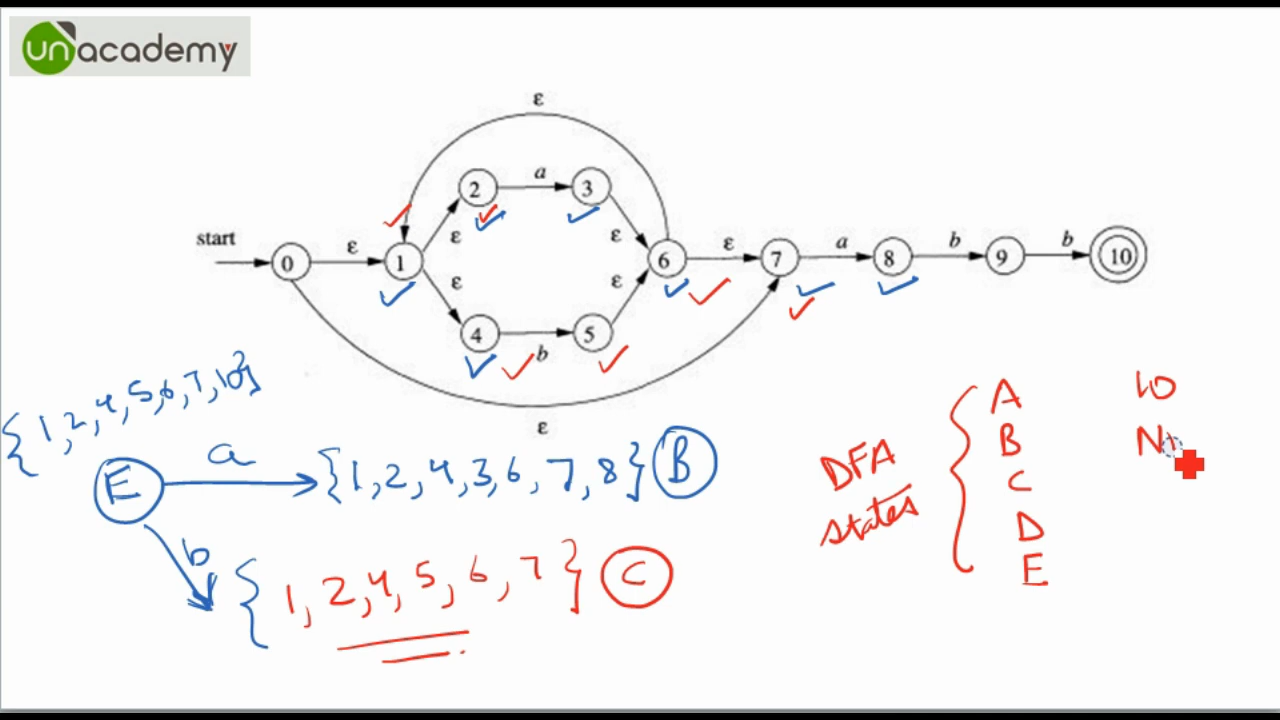 unacademy
ε
a
2 3
start ε ε ε ε a b b
0 1 6 7 8 9 10
ε ε
4 5
b
ε
{1,2,4,5,6,7,10}
E a {1,2,4,3,6,7,8} B
b {1,2,4,5,6,7} C
DFA
states
A 10
B N
C
D
E